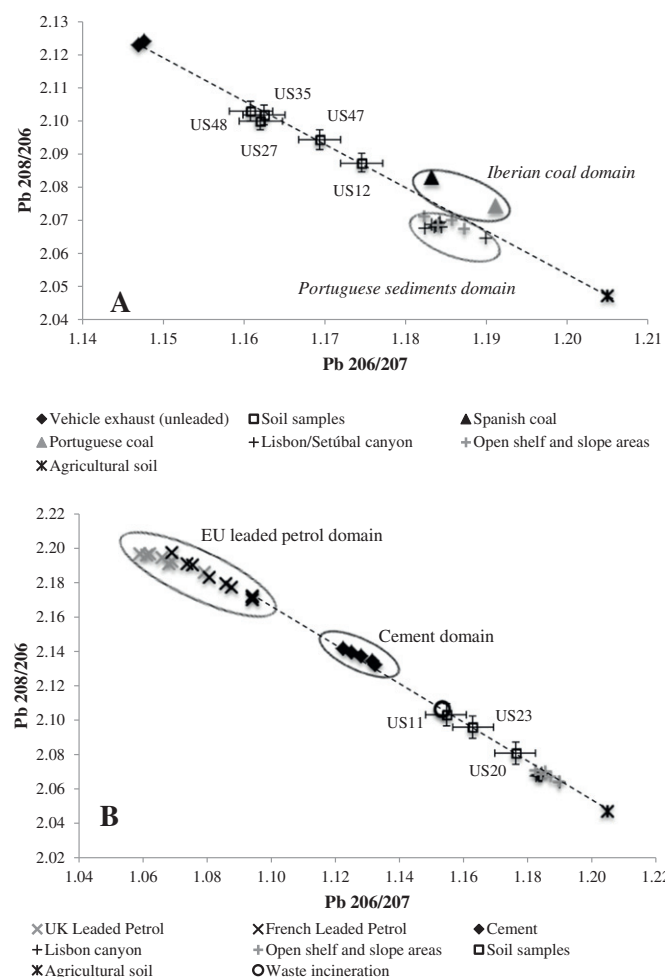 2.13
2.12
2.11
2.10
2.09
2.08
2.07
2.06
2.05
2.04
Pb 208/206
US35
US47
US48
US27
US12
Iberian coal domain
Portuguese sediments domain
A
1.14 1.15 1.16 1.17 1.18 1.19 1.20 1.21
Pb 206/207
Vehicle exhaust (unleaded) Soil samples Spanish coal
Portuguese coal Lisbon/Setúbal canyon Open shelf and slope areas
Agricultural soil
2.22
2.20
2.18
2.16
2.14
2.12
2.10
2.08
2.06
2.04
2.02
Pb 208/206
EU leaded petrol domain
Cement domain
US11
US23
US20
B
1.04 1.06 1.08 1.10 1.12 1.14 1.16 1.18 1.20 1.22
Pb 206/207
UK Leaded Petrol French Leaded Petrol Cement
Lisbon canyon Open shelf and slope areas Soil samples
Agricultural soil Waste incineration